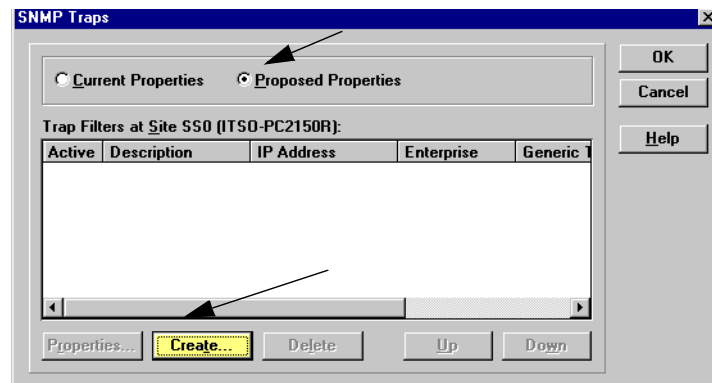 SNMP Traps
Current Properties
Proposed Properties
OK
Cancel
Help
Trap Filters at Site SS0 (ITSO-PC2150R):
Active Description IP Address Enterprise Generic T
Properties... Create... Delete Up Down